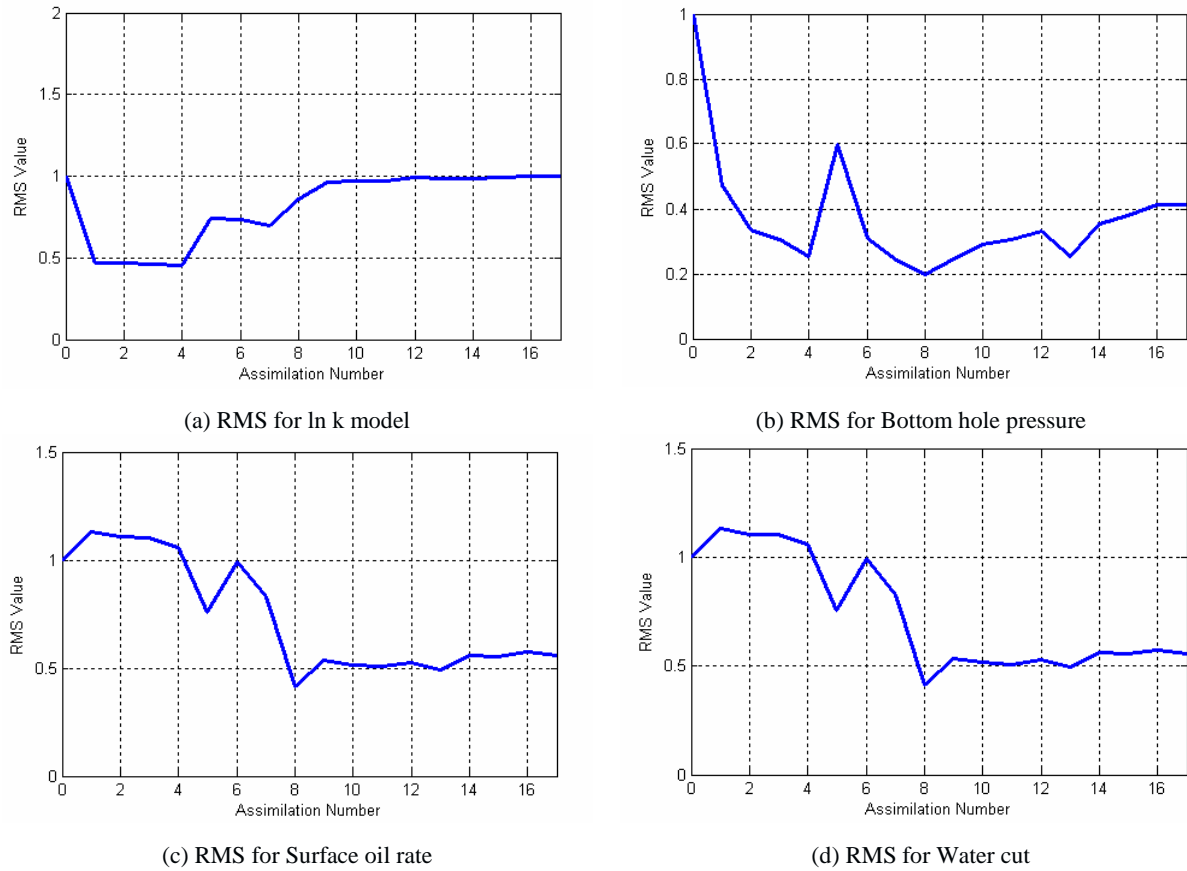 2
1.5
1
0.5
0
RMS Value
0 2 4 6 8 10 12 14 16
Assimilation Number
(a) RMS for ln k model
1
0.8
0.6
0.4
0.2
0
RMS Value
0 2 4 6 8 10 12 14 16
Assimilation Number
(b) RMS for Bottom hole pressure
1.5
1
0.5
0
RMS Value
0 2 4 6 8 10 12 14 16
Assimilation Number
(c) RMS for Surface oil rate
1.5
1
0.5
0
RMS Value
0 2 4 6 8 10 12 14 16
Assimilation Number
(d) RMS for Water cut